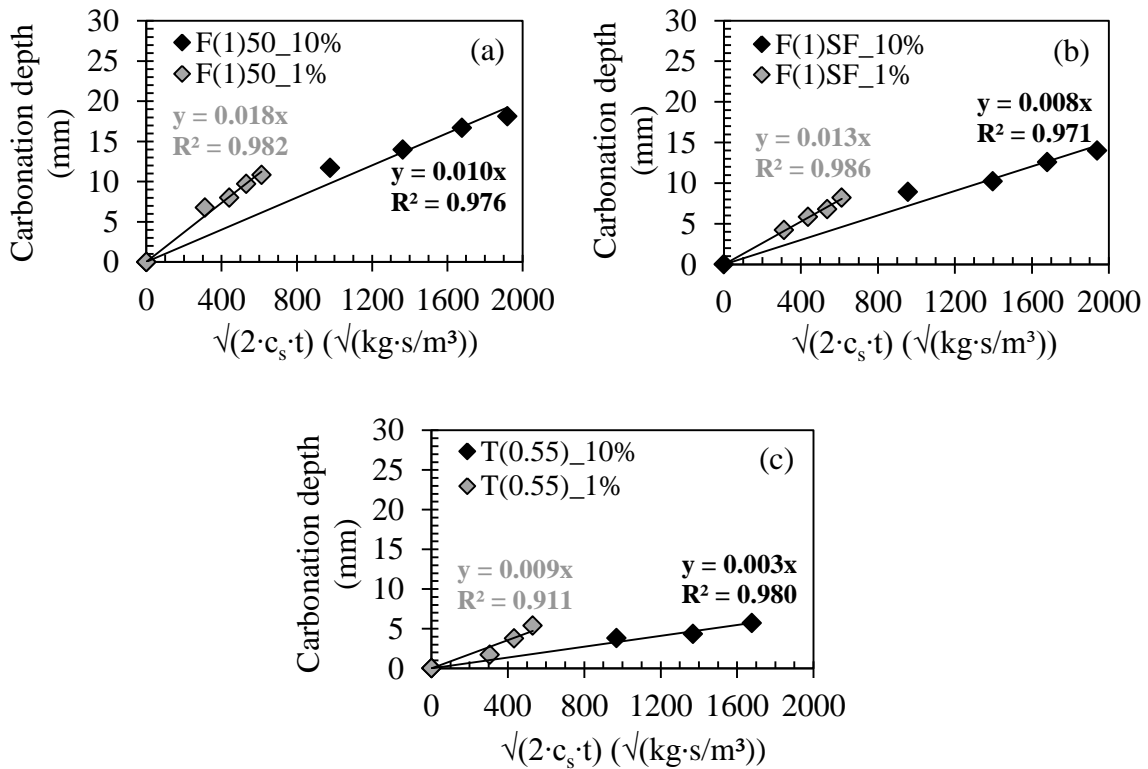 Carbonation depth
(mm)
30
25
20
15
10
5
0
F(1)50_10%
F(1)50_1%
(a)
y = 0.018x
R² = 0.982
y = 0.010x
R² = 0.976
0 400 800 1200 1600 2000
√(2·cₛ·t) (√(kg·s/m³))
Carbonation depth
(mm)
30
25
20
15
10
5
0
F(1)SF_10%
F(1)SF_1%
(b)
y = 0.008x
R² = 0.971
y = 0.013x
R² = 0.986
0 400 800 1200 1600 2000
√(2·cₛ·t) (√(kg·s/m³))
Carbonation depth
(mm)
30
25
20
15
10
5
0
T(0.55)_10%
T(0.55)_1%
(c)
y = 0.009x
R² = 0.911
y = 0.003x
R² = 0.980
0 400 800 1200 1600 2000
√(2·cₛ·t) (√(kg·s/m³))